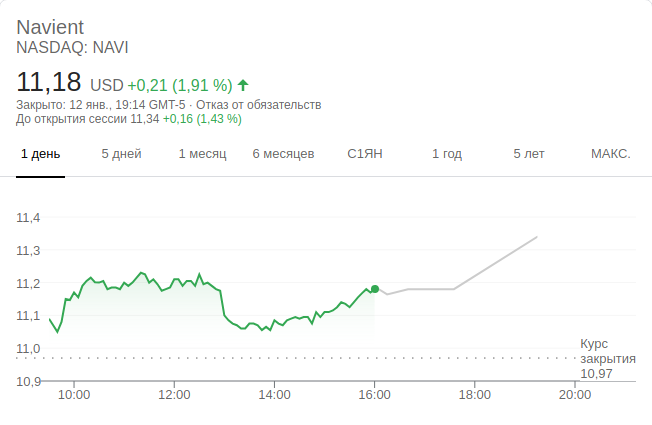 Navient
NASDAQ: NAVI
11,18 USD +0,21 (1,91 %)
Закрыто: 12 янв., 19:14 GMT-5 · Отказ от обязательств
До открытия сессии 11,34 +0,16 (1,43 %)
1 день 5 дней 1 месяц 6 месяцев С1ЯН 1 год 5 лет МАКС.
11,4
11,3
11,2
11,1
11,0
10,9
Курс
закрытия
10,97
10:00 12:00 14:00 16:00 18:00 20:00